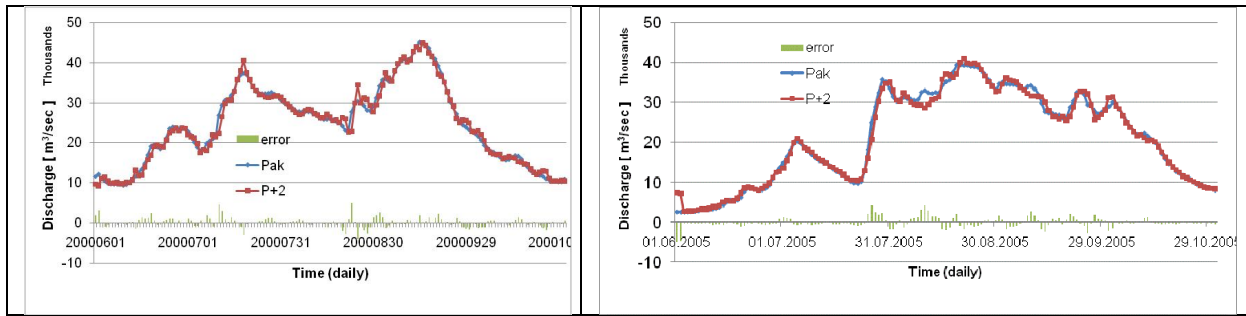 50
40
30
20
10
0
-10
Discharge [ m³/sec ] Thousands
error
Pak
P+2
20000601 20000701 20000731 20000830 20000929 200010
Time (daily)
50
40
30
20
10
0
-10
Discharge [ m³/sec ] Thousands
error
Pak
P+2
01.06.2005 01.07.2005 31.07.2005 30.08.2005 29.09.2005 29.10.2005
Time (daily)